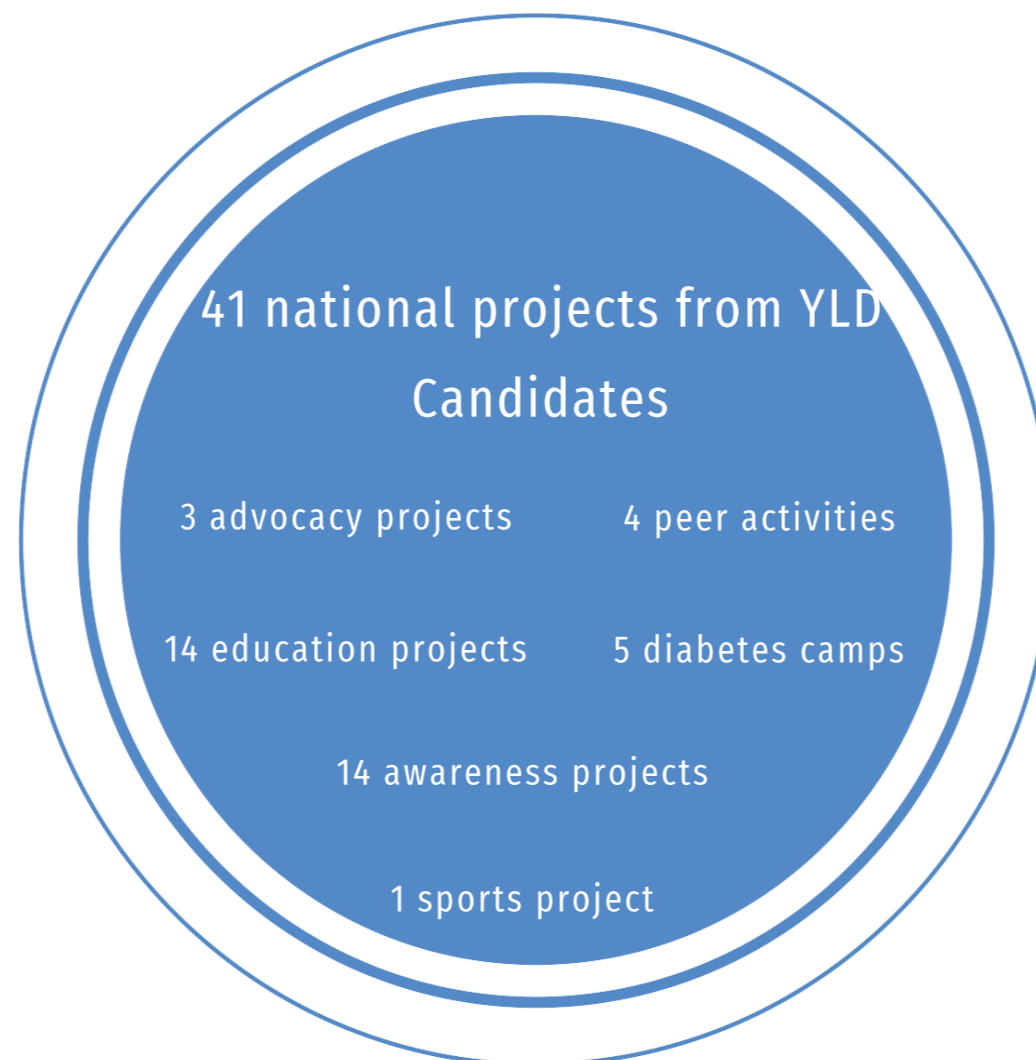 41 national projects from YLD
Candidates
3 advocacy projects
4 peer activities
14 education projects
5 diabetes camps
14 awareness projects
1 sports project